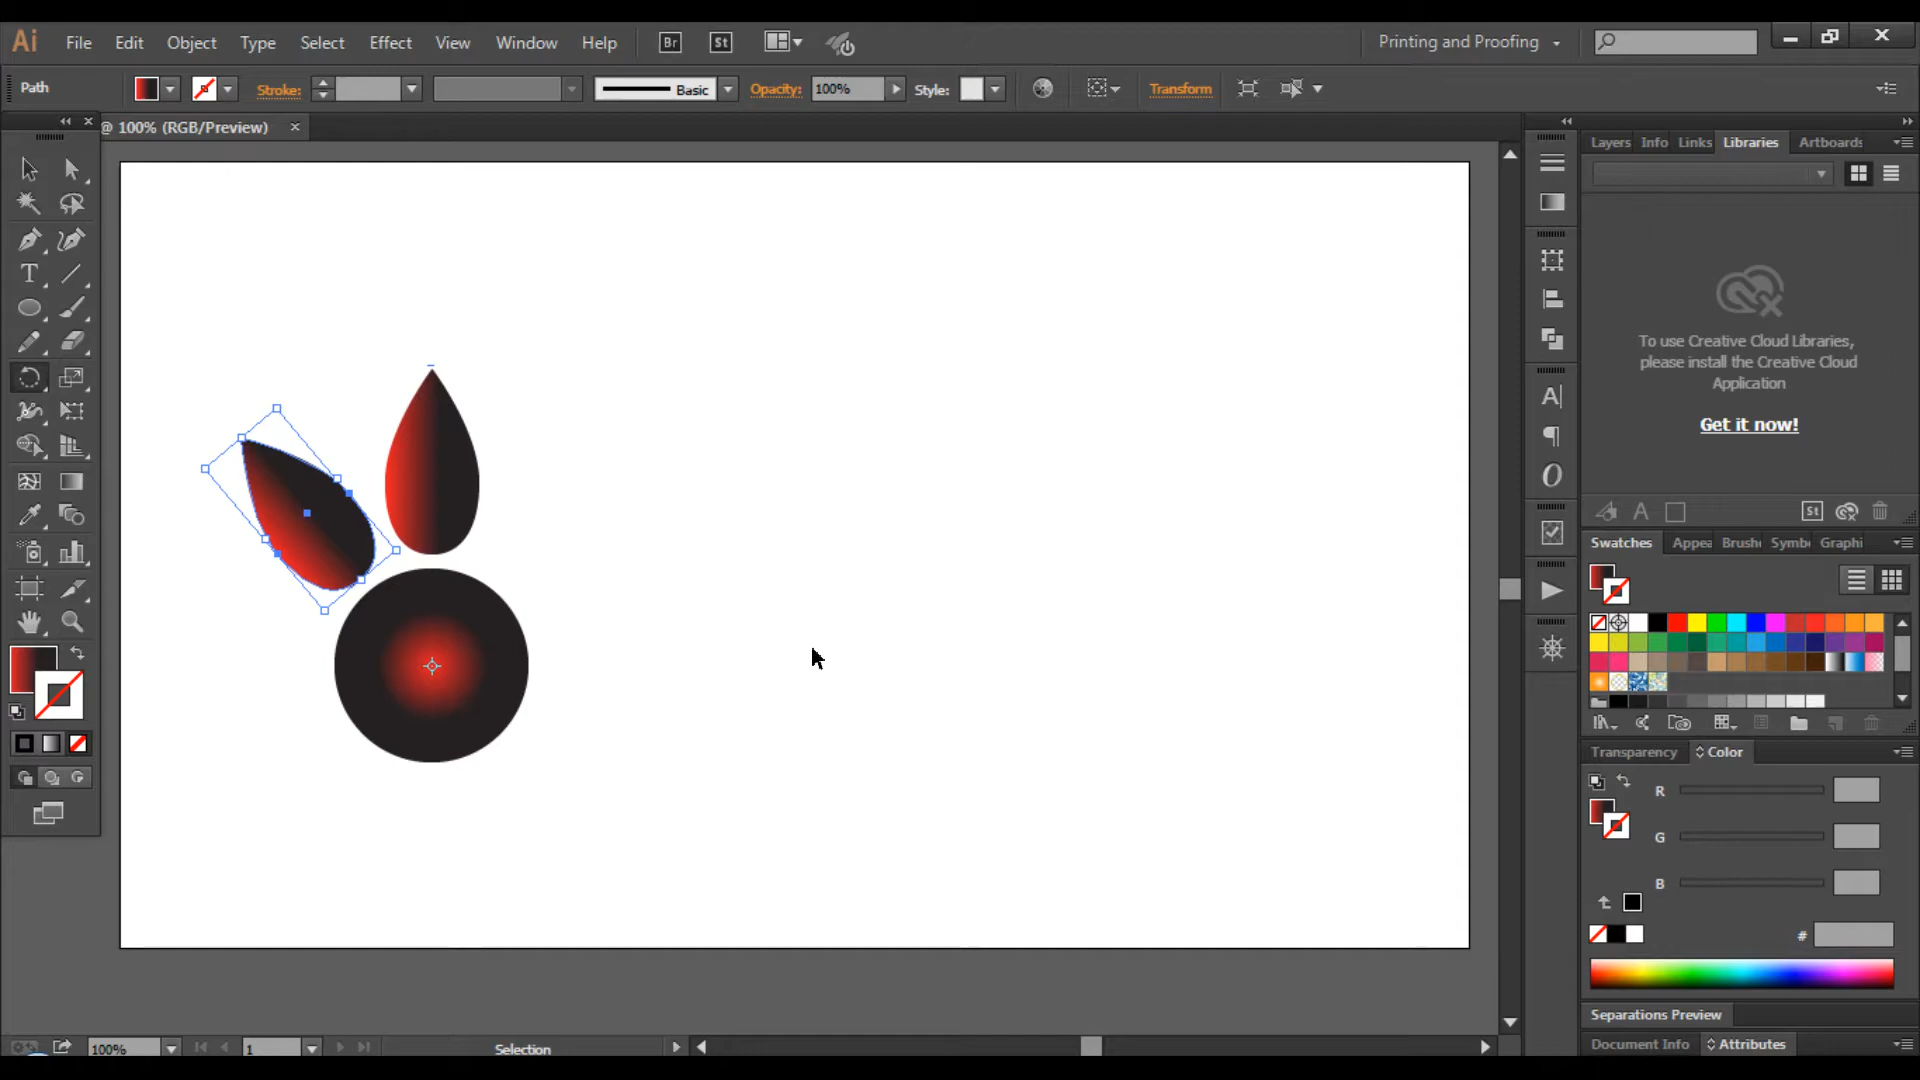 Ai File Edit Object Type Select Effect View Window Help Br St Printing and Proofing
Path Stroke: Basic Opacity: 100% Style: Transform
@ 100% (RGB/Preview)
Layers Info Links Libraries Artboards
To use Creative Cloud Libraries,
please install the Creative Cloud
Application
Get it now!
St
Swatches Appea Brushe Symbo Graphi
Transparency Color
R
G
B
#
Separations Preview
Document Info Attributes
100% 1 Selection